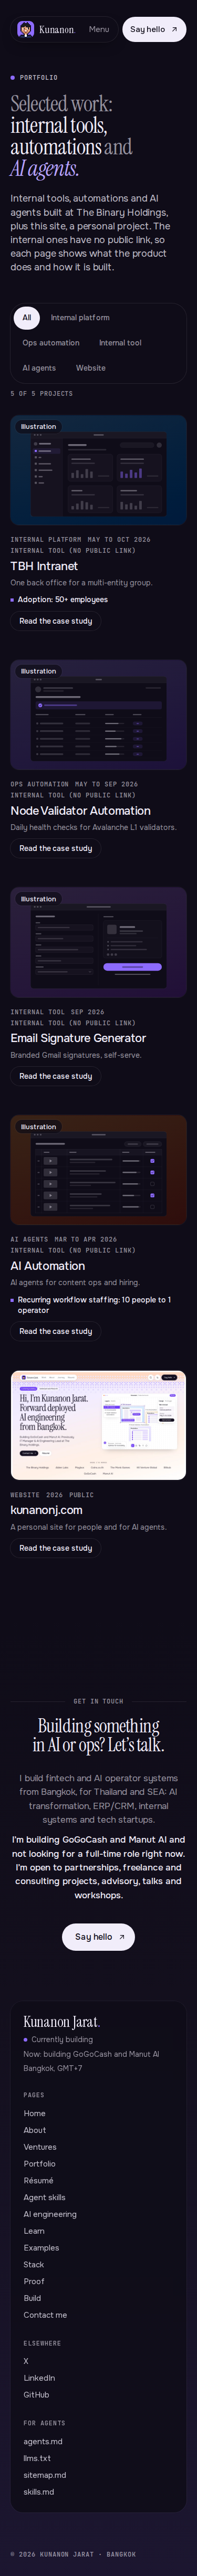 Kunanon. Menu Say hello ↗
PORTFOLIO
Selected work:
internal tools,
automations and
AI agents.
Internal tools, automations and AI
agents built at The Binary Holdings,
plus this site, a personal project. The
internal ones have no public link, so
each page shows what the product
does and how it is built.
All Internal platform
Ops automation Internal tool
AI agents Website
5 OF 5 PROJECTS
Illustration
INTERNAL PLATFORM MAY TO OCT 2026
INTERNAL TOOL (NO PUBLIC LINK)
TBH Intranet
One back office for a multi-entity group.
Adoption: 50+ employees
Read the case study
Illustration
OPS AUTOMATION MAY TO SEP 2026
INTERNAL TOOL (NO PUBLIC LINK)
Node Validator Automation
Daily health checks for Avalanche L1 validators.
Read the case study
Illustration
INTERNAL TOOL SEP 2026
INTERNAL TOOL (NO PUBLIC LINK)
Email Signature Generator
Branded Gmail signatures, self-serve.
Read the case study
Illustration
AI AGENTS MAR TO APR 2026
INTERNAL TOOL (NO PUBLIC LINK)
AI Automation
AI agents for content ops and hiring.
Recurring workflow staffing: 10 people to 1
operator
Read the case study
Hi, I'm Kunanon Jarat.
Forward deployed
AI engineering
from Bangkok.
WEBSITE 2026 PUBLIC
kunanonj.com
A personal site for people and for AI agents.
Read the case study
GET IN TOUCH
Building something
in AI or ops? Let's talk.
I build fintech and AI operator systems
from Bangkok, for Thailand and SEA: AI
transformation, ERP/CRM, internal
systems and tech startups.
I'm building GoGoCash and Manut AI and
not looking for a full-time role right now.
I'm open to partnerships, freelance and
consulting projects, advisory, talks and
workshops.
Say hello ↗
Kunanon Jarat.
Currently building
Now: building GoGoCash and Manut AI
Bangkok, GMT+7
PAGES
Home
About
Ventures
Portfolio
Résumé
Agent skills
AI engineering
Learn
Examples
Stack
Proof
Build
Contact me
ELSEWHERE
X
LinkedIn
GitHub
FOR AGENTS
agents.md
llms.txt
sitemap.md
skills.md
© 2026 KUNANON JARAT · BANGKOK